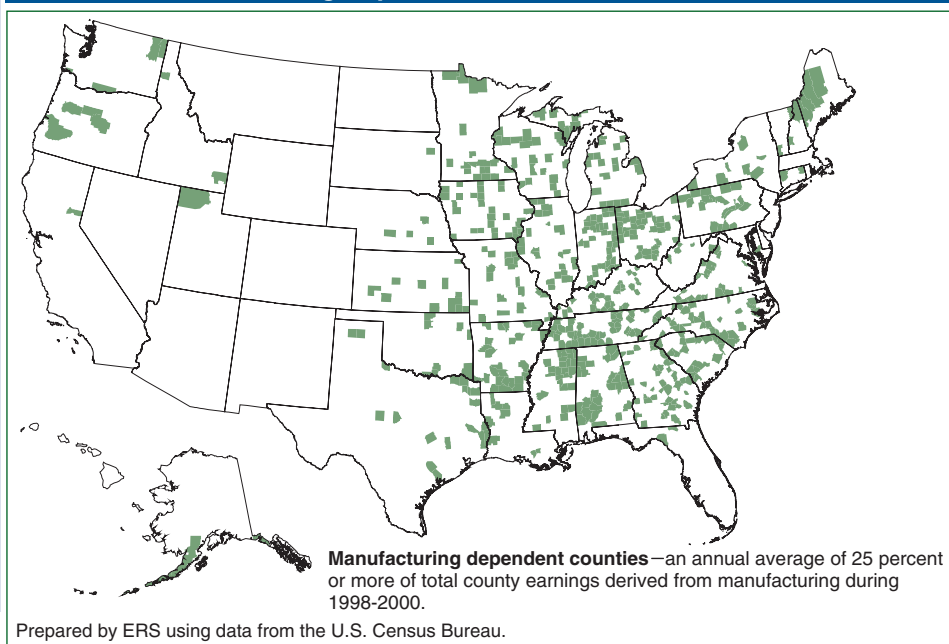 Manufacturing dependent counties—an annual average of 25 percent
or more of total county earnings derived from manufacturing during
1998-2000.
Prepared by ERS using data from the U.S. Census Bureau.